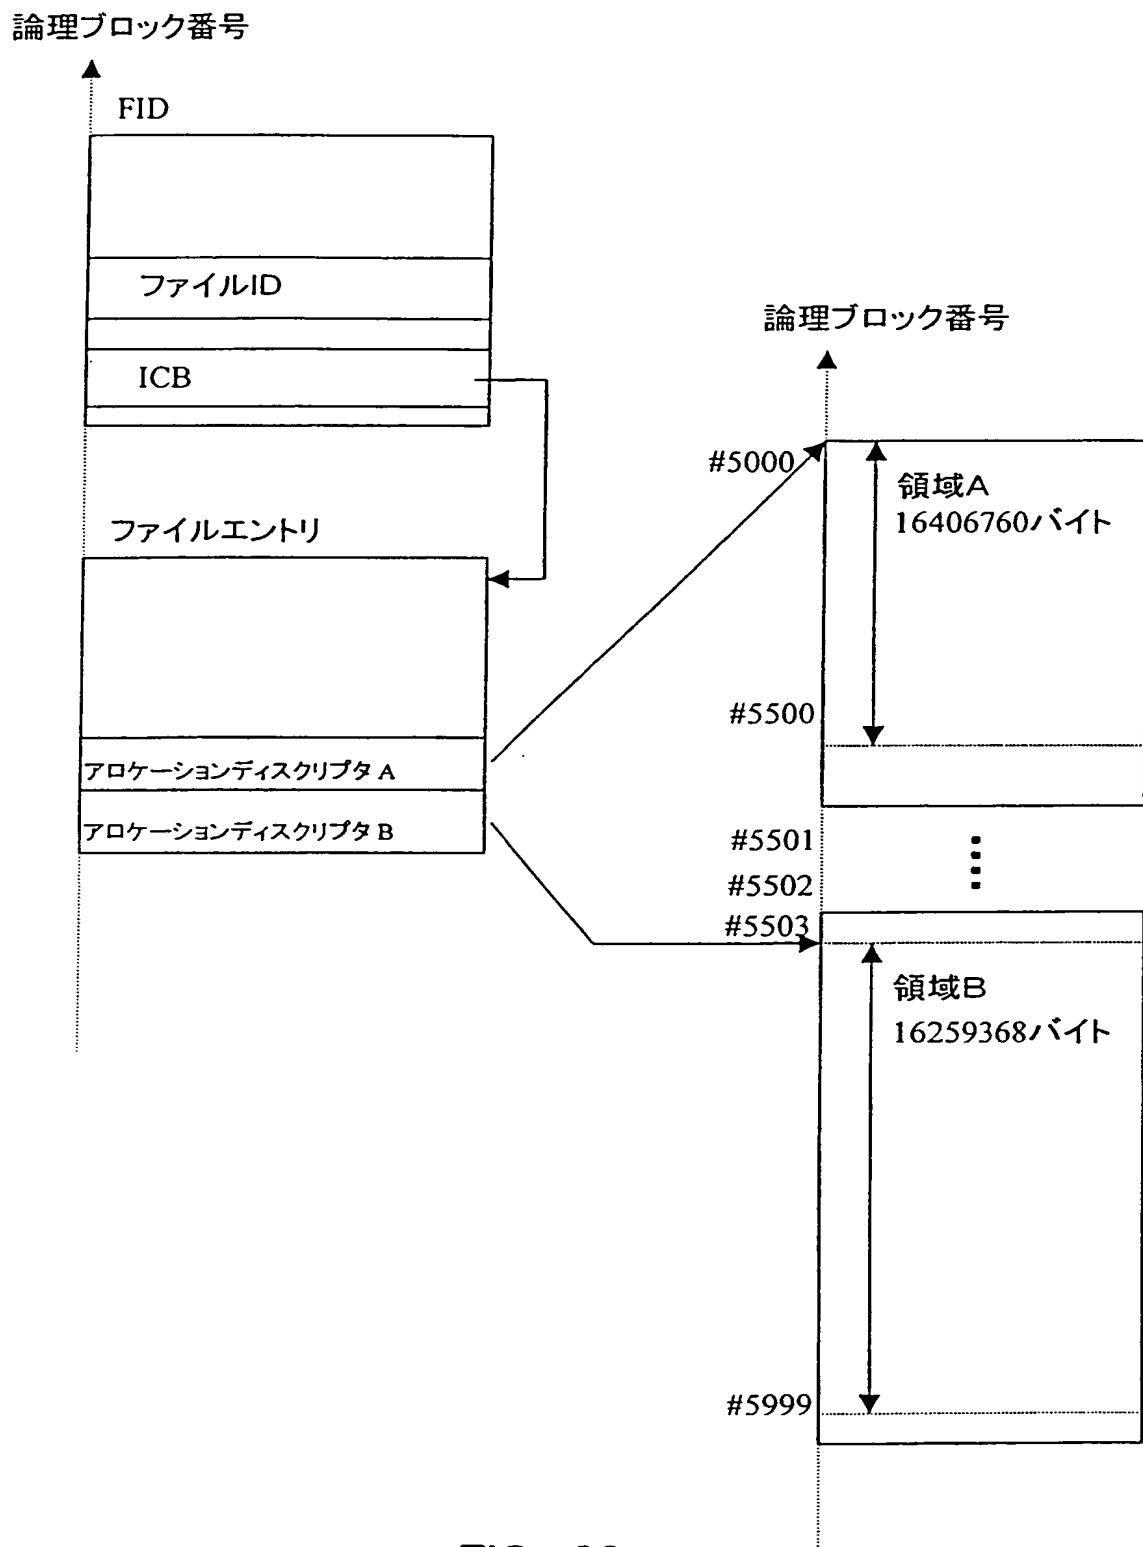 論理ブロック番号
FID
ファイルID
ICB
ファイルエントリ
アロケーションディスクリプタ A
アロケーションディスクリプタ B
論理ブロック番号
#5000
領域A
16406760バイト
#5500
#5501
#5502
#5503
領域B
16259368バイト
#5999